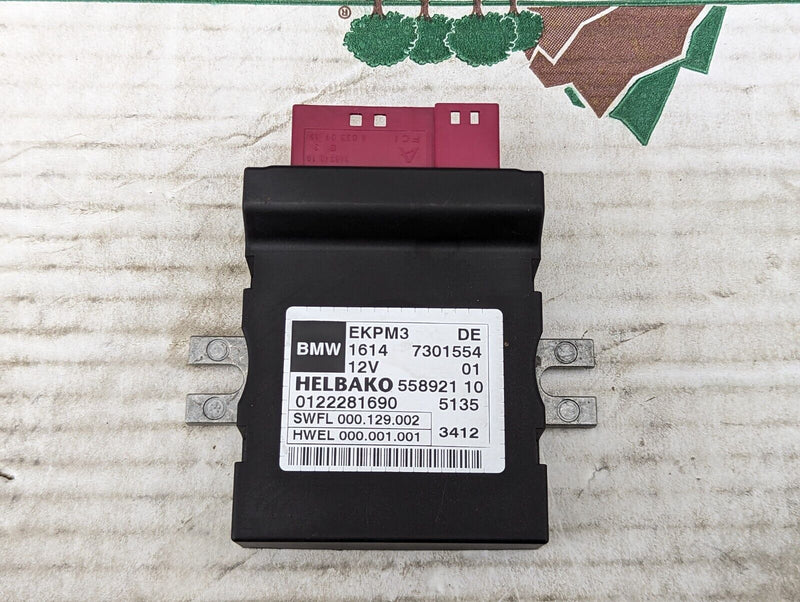 ®
FCI
BMW
EKPM3 DE
1614 7301554
12V 01
HELBAKO 558921 10
0122281690 5135
SWFL 000.129.002
HWEL 000.001.001
3412